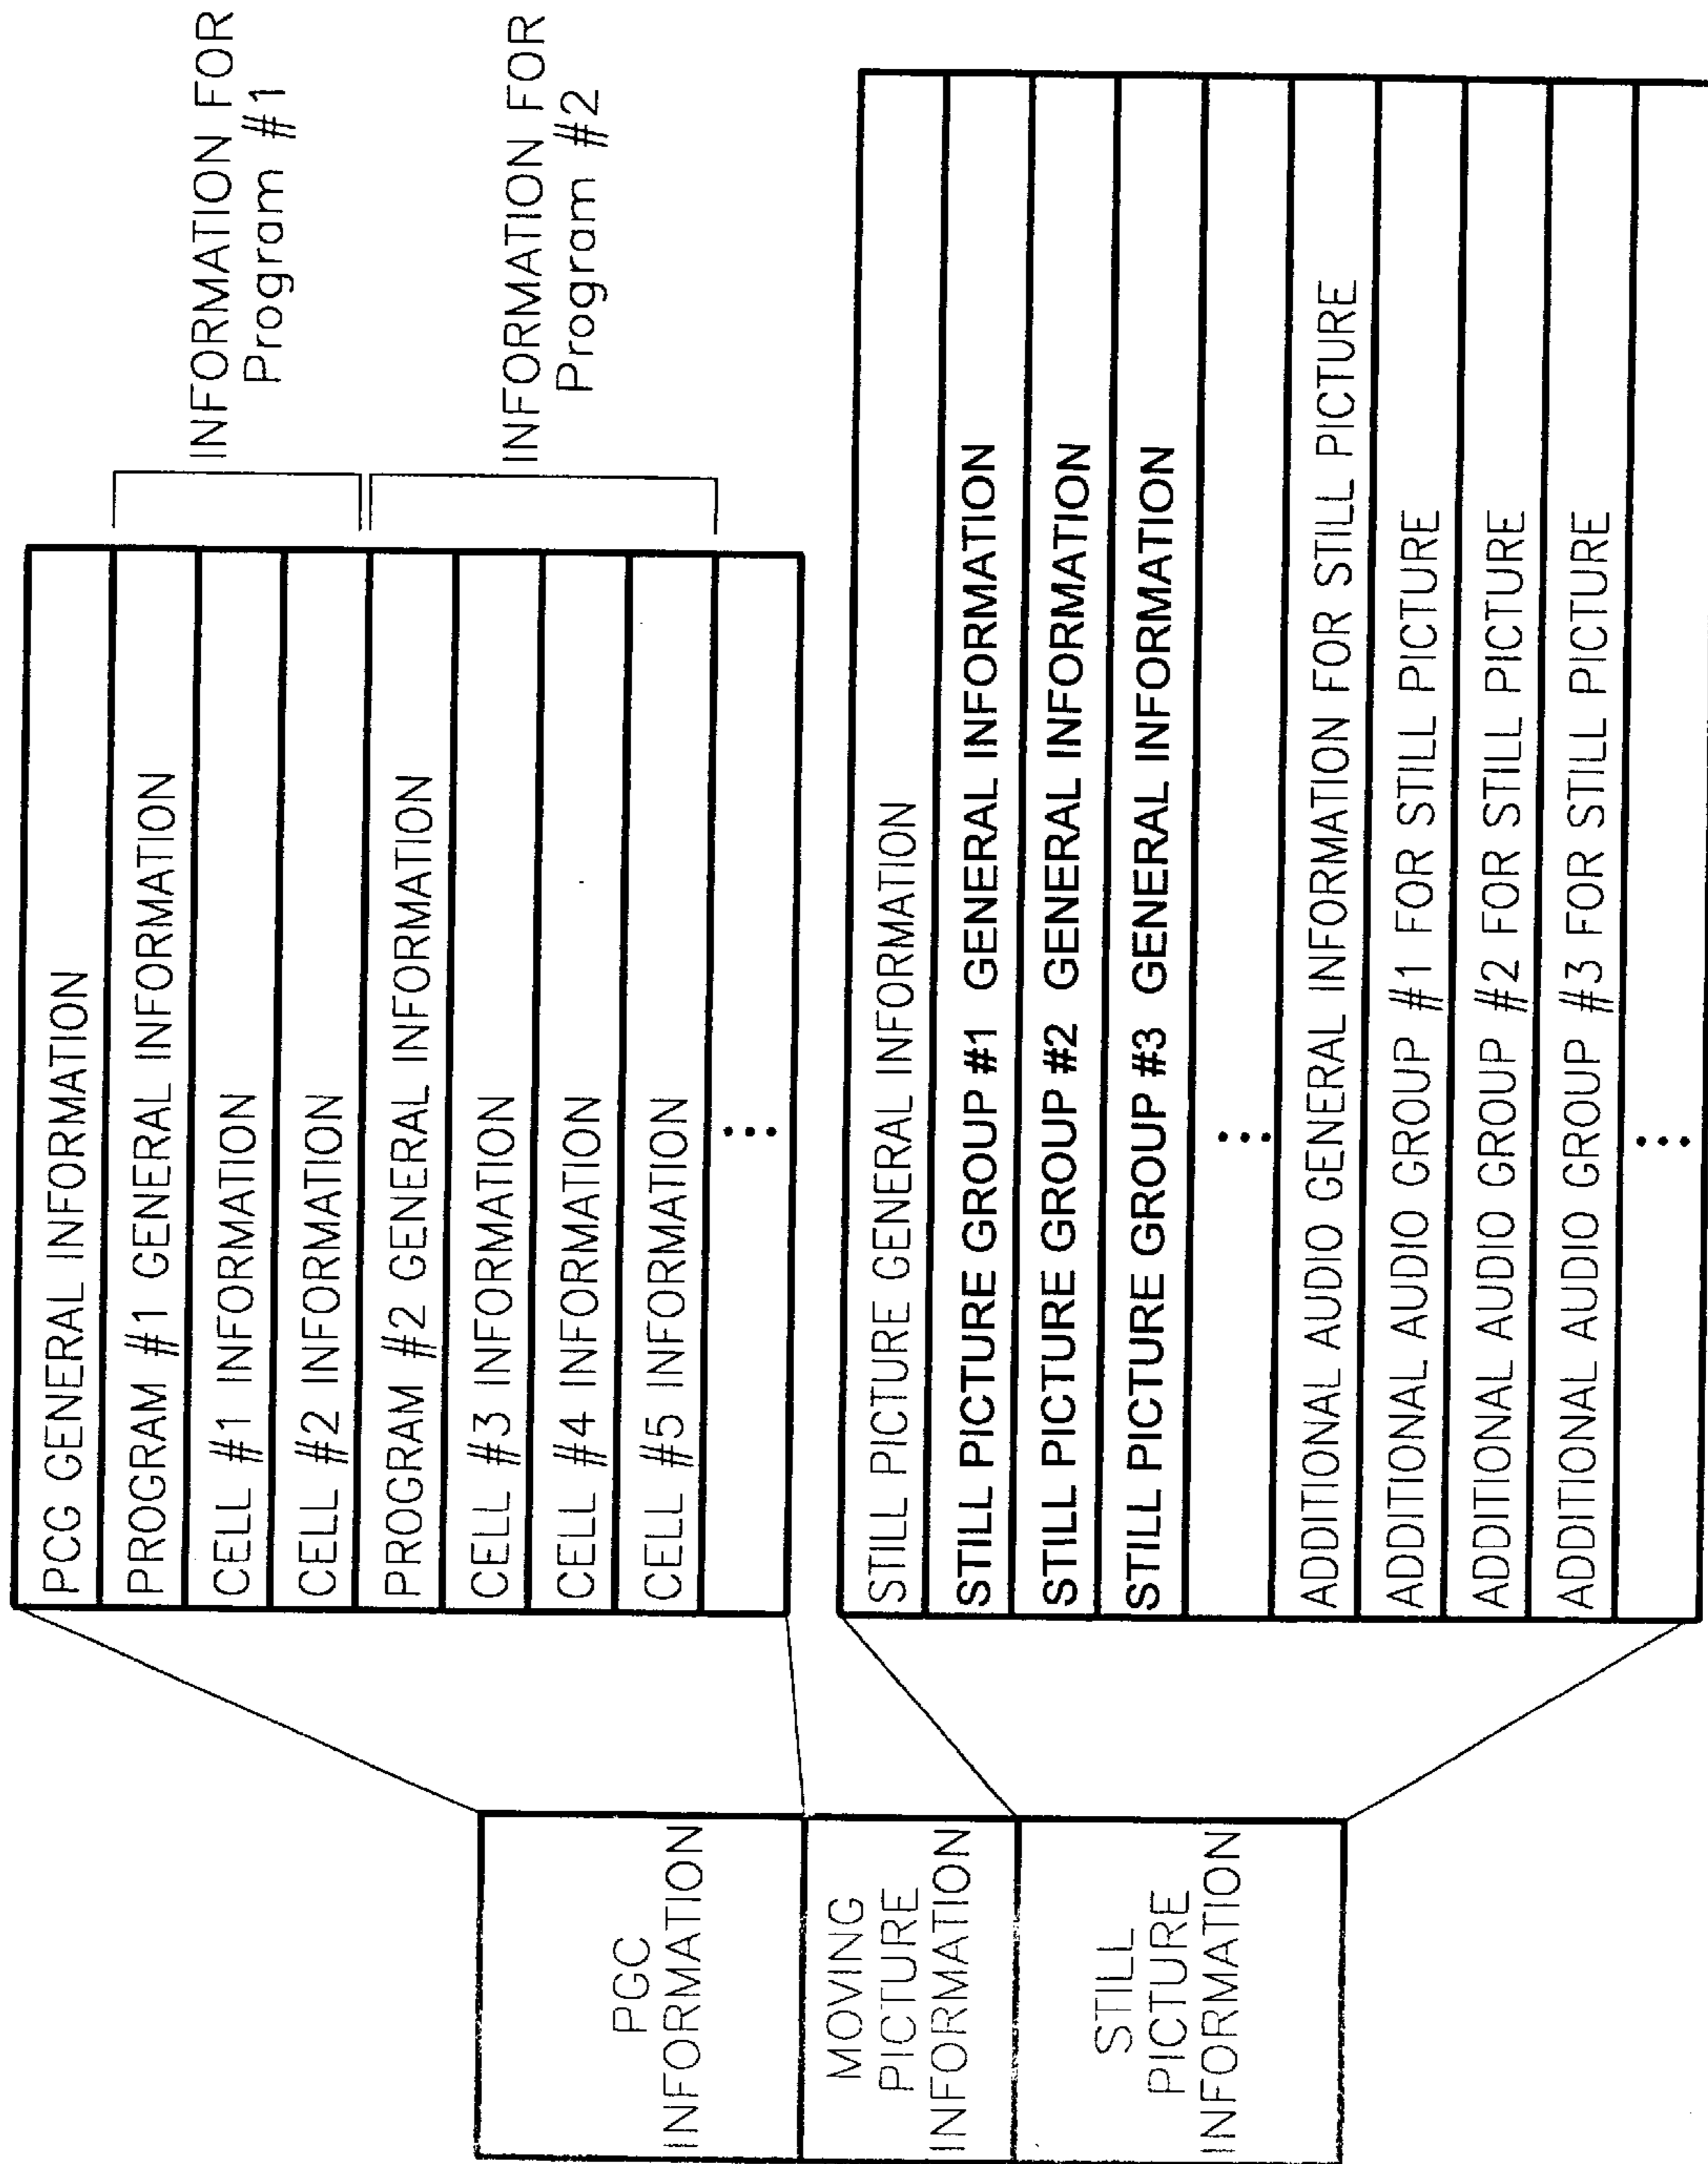 PGC
INFORMATION
MOVING
PICTURE
INFORMATION
STILL
PICTURE
INFORMATION
PCG GENERAL INFORMATION
PROGRAM #1 GENERAL INFORMATION
CELL #1 INFORMATION
CELL #2 INFORMATION
PROGRAM #2 GENERAL INFORMATION
CELL #3 INFORMATION
CELL #4 INFORMATION
CELL #5 INFORMATION
...
INFORMATION FOR
Program #1
INFORMATION FOR
Program #2
STILL PICTURE GENERAL INFORMATION
STILL PICTURE GROUP #1 GENERAL INFORMATION
STILL PICTURE GROUP #2 GENERAL INFORMATION
STILL PICTURE GROUP #3 GENERAL INFORMATION
...
ADDITIONAL AUDIO GENERAL INFORMATION FOR STILL PICTURE
ADDITIONAL AUDIO GROUP #1 FOR STILL PICTURE
ADDITIONAL AUDIO GROUP #2 FOR STILL PICTURE
ADDITIONAL AUDIO GROUP #3 FOR STILL PICTURE
...